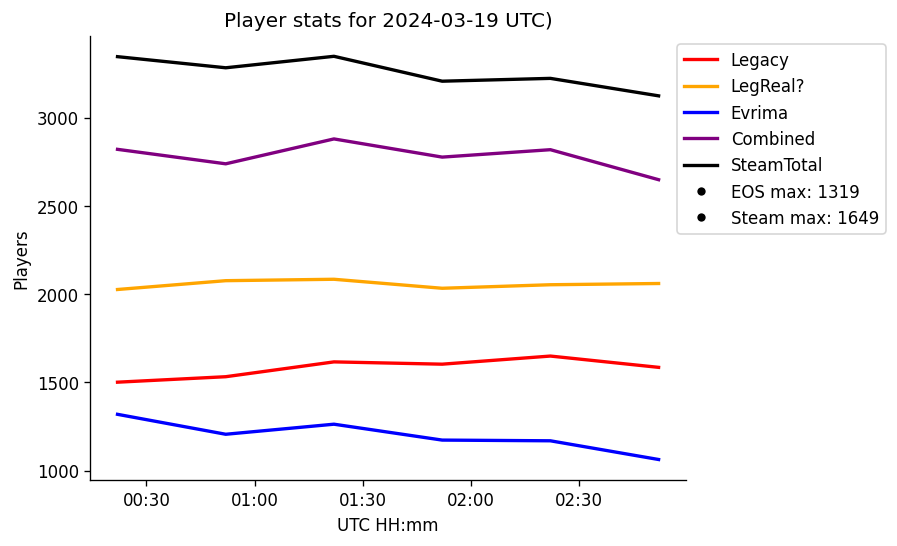 Player stats for 2024-03-19 UTC)
Legacy
LegReal?
Evrima
Combined
SteamTotal
EOS max: 1319
Steam max: 1649
Players
3000
2500
2000
1500
1000
00:30 01:00 01:30 02:00 02:30
UTC HH:mm